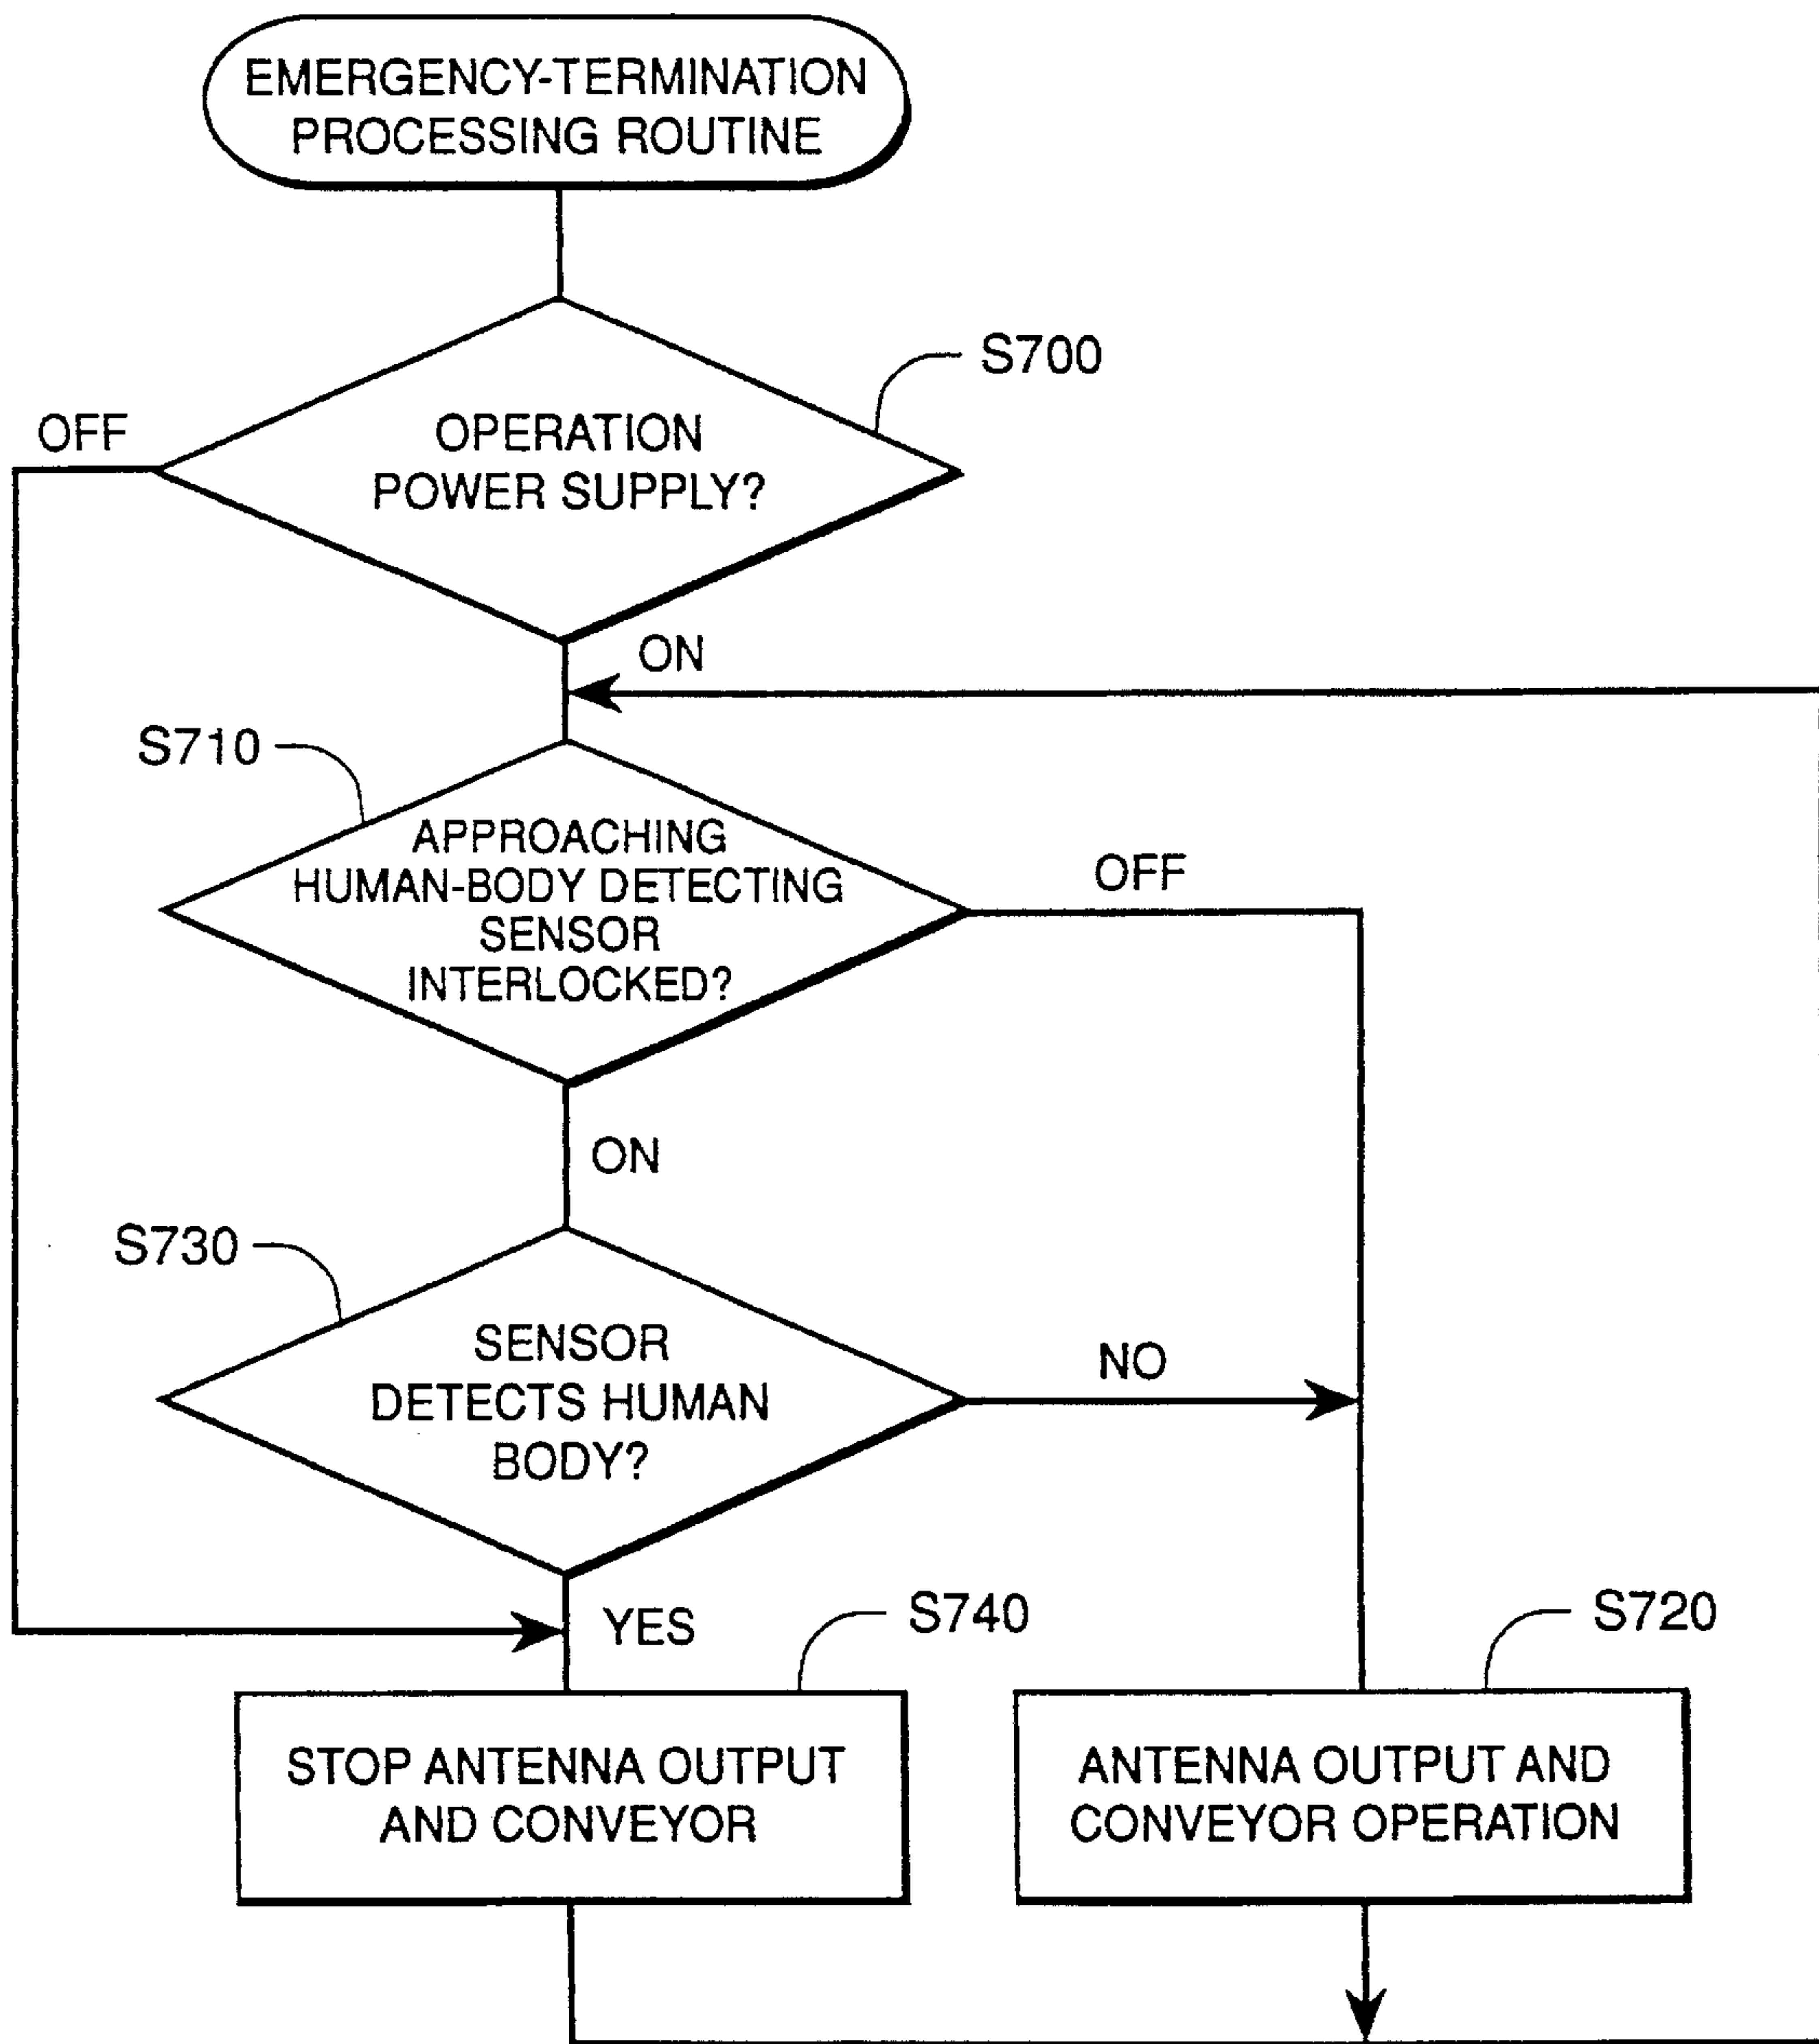 EMERGENCY-TERMINATION
PROCESSING ROUTINE
S700
OFF
OPERATION
POWER SUPPLY?
ON
S710
APPROACHING
HUMAN-BODY DETECTING
SENSOR
INTERLOCKED?
OFF
ON
S730
SENSOR
DETECTS HUMAN
BODY?
NO
YES
S740
S720
STOP ANTENNA OUTPUT
AND CONVEYOR
ANTENNA OUTPUT AND
CONVEYOR OPERATION